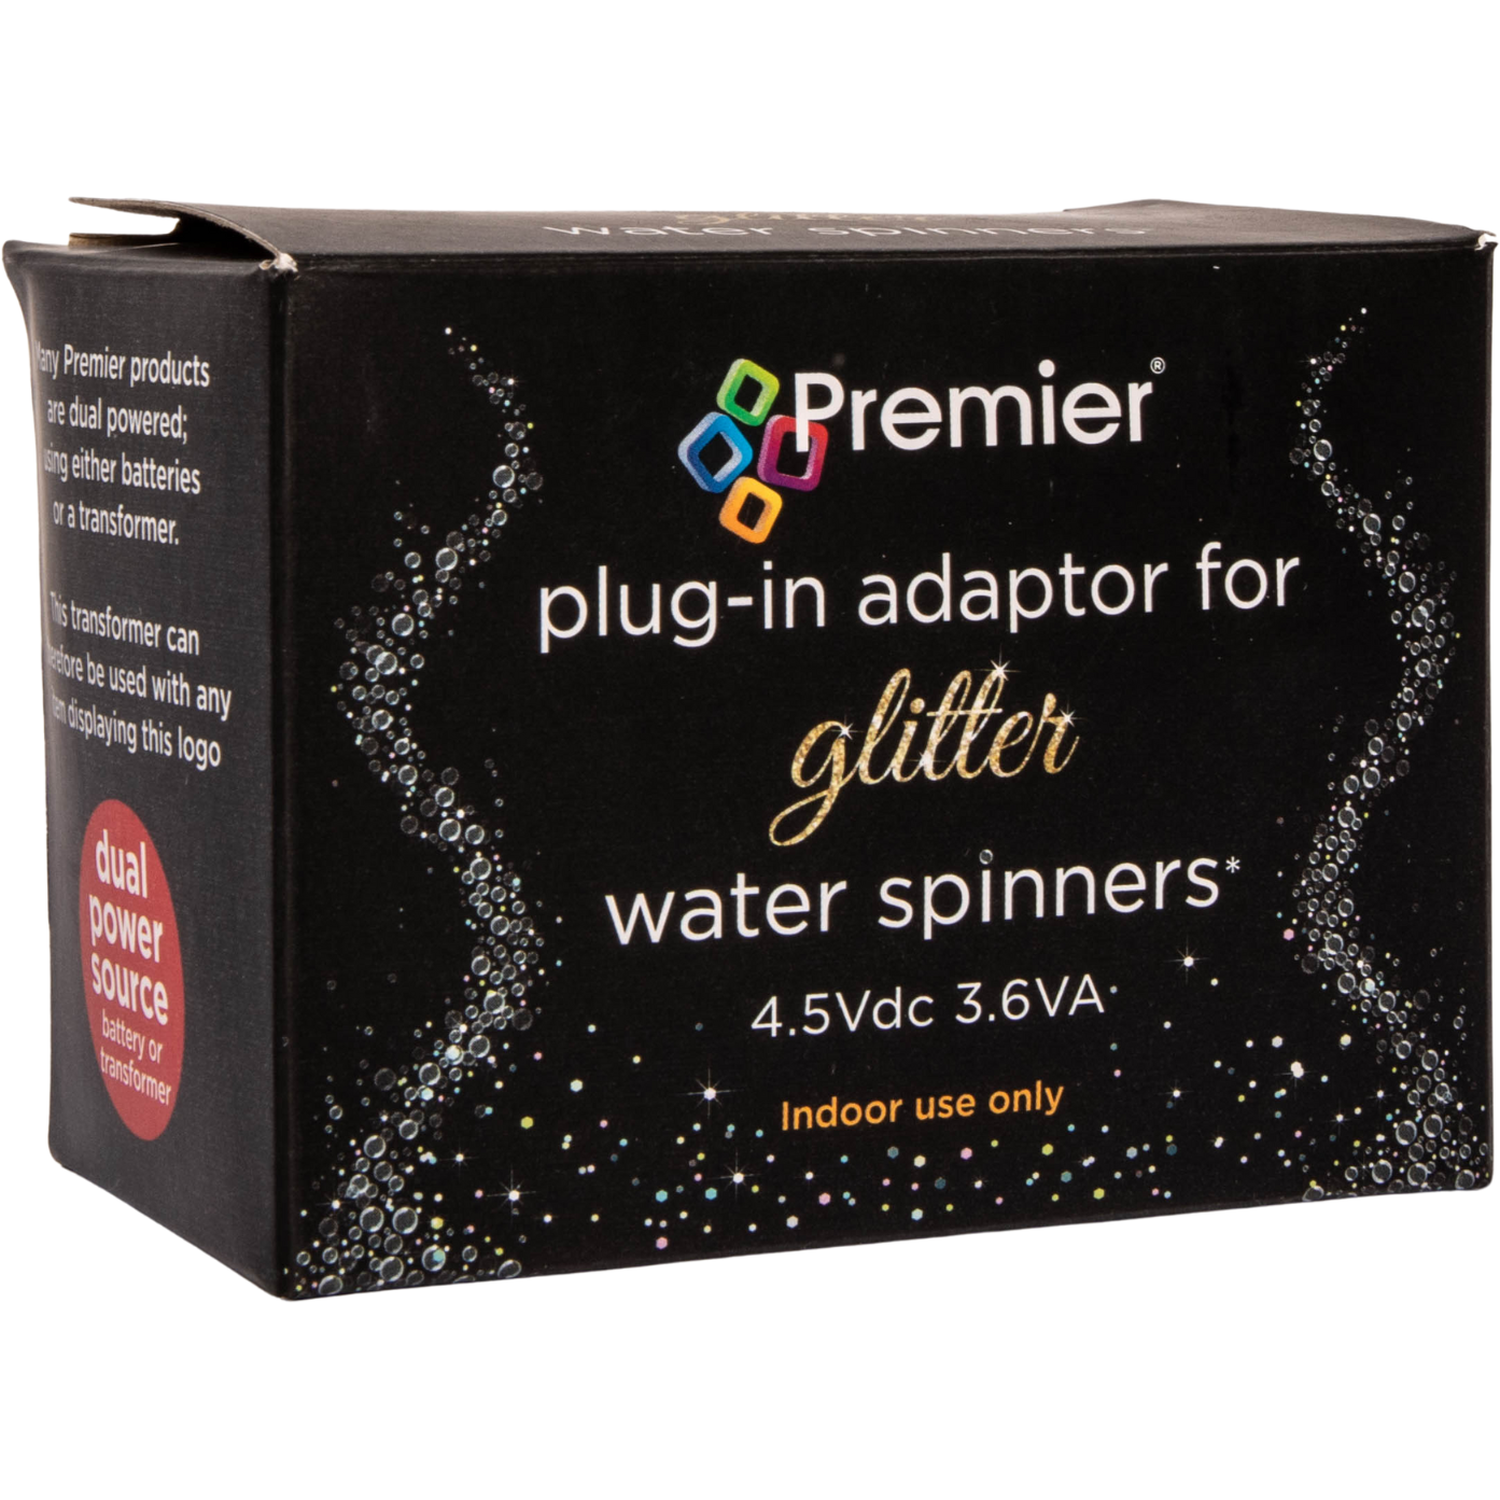 glitter
water spinners
Premier®
plug-in adaptor for
glitter
water spinners*
4.5Vdc 3.6VA
Indoor use only
Many Premier products
are dual powered;
using either batteries
or a transformer.
This transformer can
therefore be used with any
item displaying this logo
dual
power
source
battery or
transformer